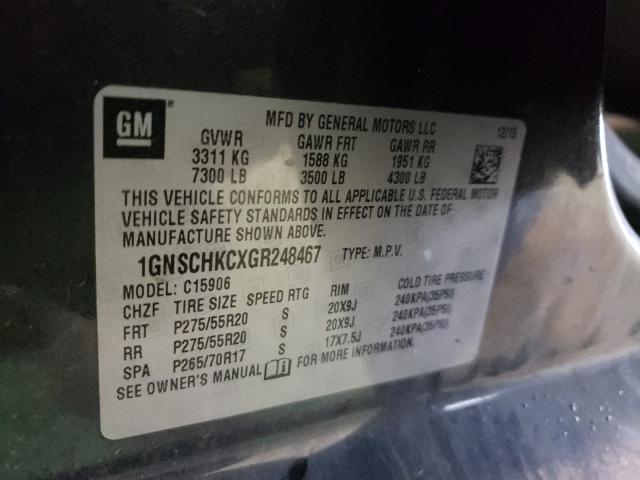 GM ®
MFD BY GENERAL MOTORS LLC 12/15
GVWR GAWR FRT GAWR RR
3311 KG 1588 KG 1951 KG
7300 LB 3500 LB 4300 LB
THIS VEHICLE CONFORMS TO ALL APPLICABLE U.S. FEDERAL MOTOR
VEHICLE SAFETY STANDARDS IN EFFECT ON THE DATE OF
MANUFACTURE SHOWN ABOVE.
1GNSCHKCXGR248467 TYPE: M.P.V.
MODEL: C15906
CHZF TIRE SIZE SPEED RTG RIM COLD TIRE PRESSURE
FRT P275/55R20 S 20X9J 240KPA(35PSI)
RR P275/55R20 S 20X9J 240KPA(35PSI)
SPA P265/70R17 S 17X7.5J 240KPA(35PSI)
SEE OWNER'S MANUAL FOR MORE INFORMATION.